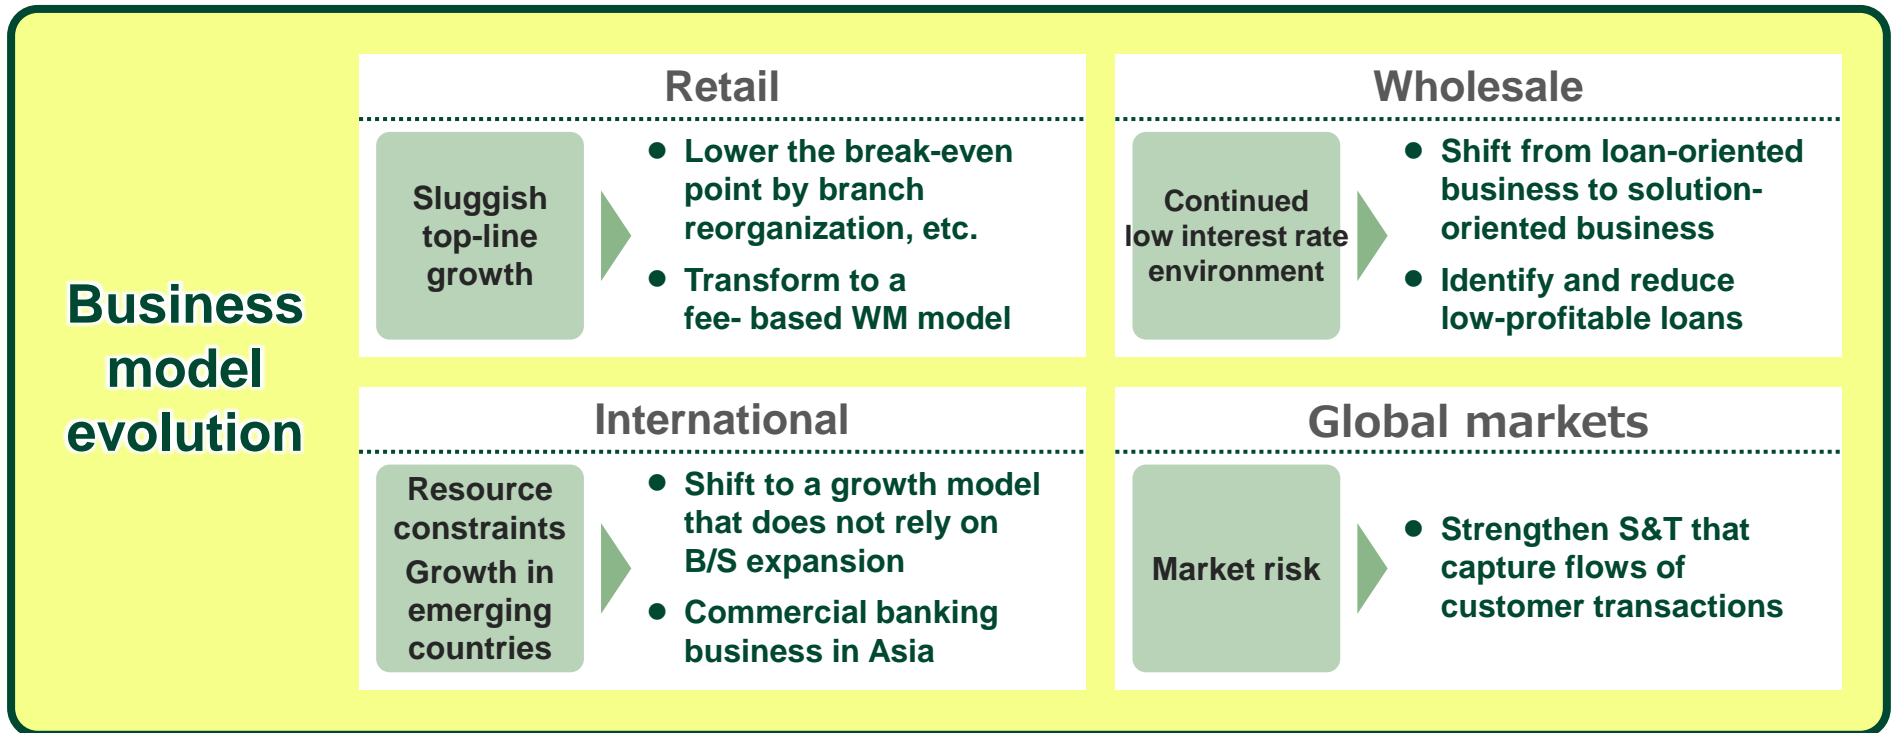 Business
model
evolution
Retail
Sluggish
top-line
growth
● Lower the break-even
point by branch
reorganization, etc.
● Transform to a
fee- based WM model
Wholesale
Continued
low interest rate
environment
● Shift from loan-oriented
business to solution-
oriented business
● Identify and reduce
low-profitable loans
International
Resource
constraints
Growth in
emerging
countries
● Shift to a growth model
that does not rely on
B/S expansion
● Commercial banking
business in Asia
Global markets
Market risk
● Strengthen S&T that
capture flows of
customer transactions